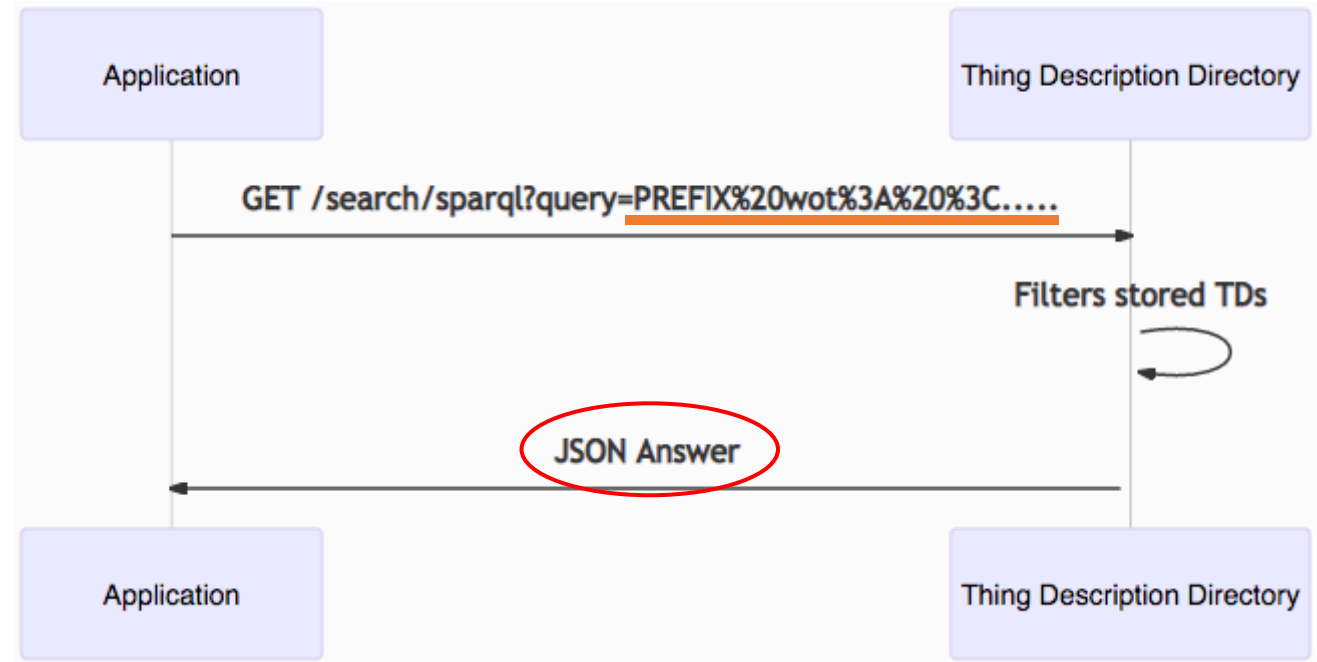 Application
Thing Description Directory
GET /search/sparql?query=PREFIX%20wot%3A%20%3C.....
Filters stored TDs
JSON Answer
Application
Thing Description Directory